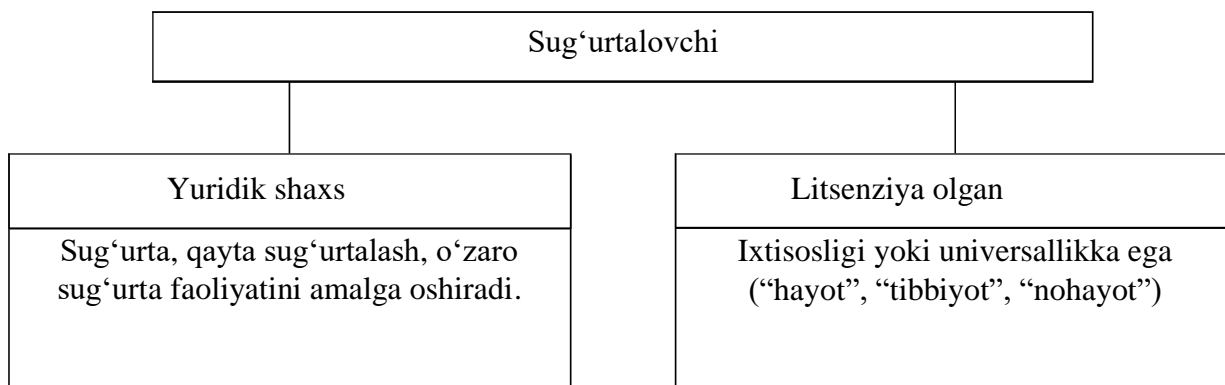 Sug‘urtalovchi
Yuridik shaxs
Sug‘urta, qayta sug‘urtalash, o‘zaro
sug‘urta faoliyatini amalga oshiradi.
Litsenziya olgan
Ixtisosligi yoki universallikka ega
(“hayot”, “tibbiyot”, “nohayot”)